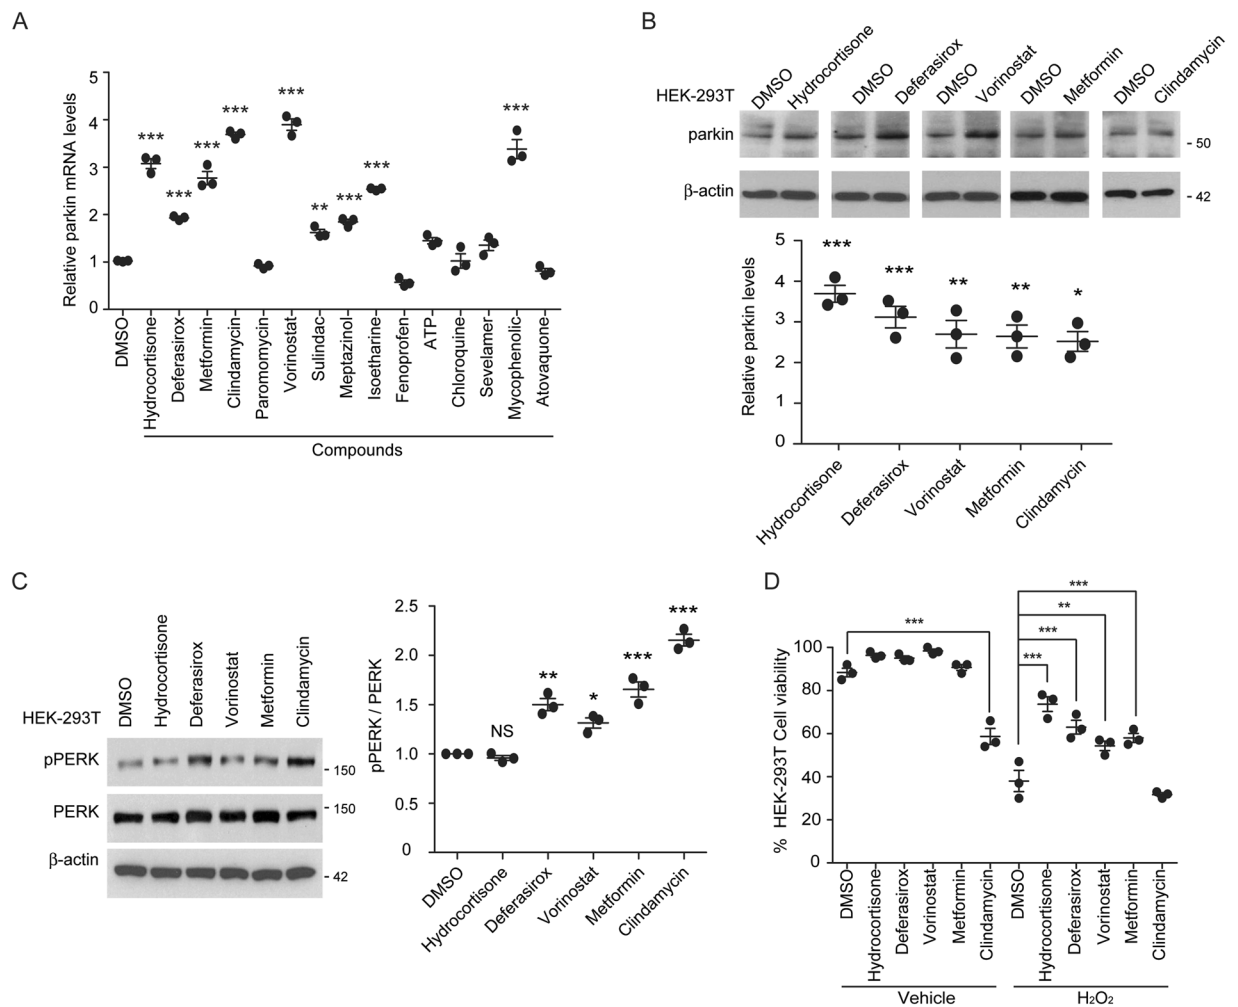 A
Relative parkin mRNA levels
5
4
3
2
1
0
***
***
***
***
***
**
***
***
***
DMSO
Hydrocortisone
Deferasirox
Metformin
Clindamycin
Paromomycin
Vorinostat
Sulindac
Meptazinol
Isoetharine
Fenoprofen
ATP
Chloroquine
Sevelamer
Mycophenolic
Atovaquone
Compounds
B
HEK-293T
DMSO
Hydrocortisone
DMSO
Deferasirox
DMSO
Vorinostat
DMSO
Metformin
DMSO
Clindamycin
parkin
- 50
β-actin
- 42
Relative parkin levels
5
4
3
2
1
0
***
***
**
**
*
Hydrocortisone
Deferasirox
Vorinostat
Metformin
Clindamycin
C
HEK-293T
DMSO
Hydrocortisone
Deferasirox
Vorinostat
Metformin
Clindamycin
pPERK
- 150
PERK
- 150
β-actin
- 42
pPERK / PERK
2.5
2.0
1.5
1.0
0.5
0
NS
**
*
***
***
DMSO
Hydrocortisone
Deferasirox
Vorinostat
Metformin
Clindamycin
D
% HEK-293T Cell viability
100
80
60
40
20
0
***
***
***
**
***
DMSO
Hydrocortisone
Deferasirox
Vorinostat
Metformin
Clindamycin
DMSO
Hydrocortisone
Deferasirox
Vorinostat
Metformin
Clindamycin
Vehicle
H₂O₂